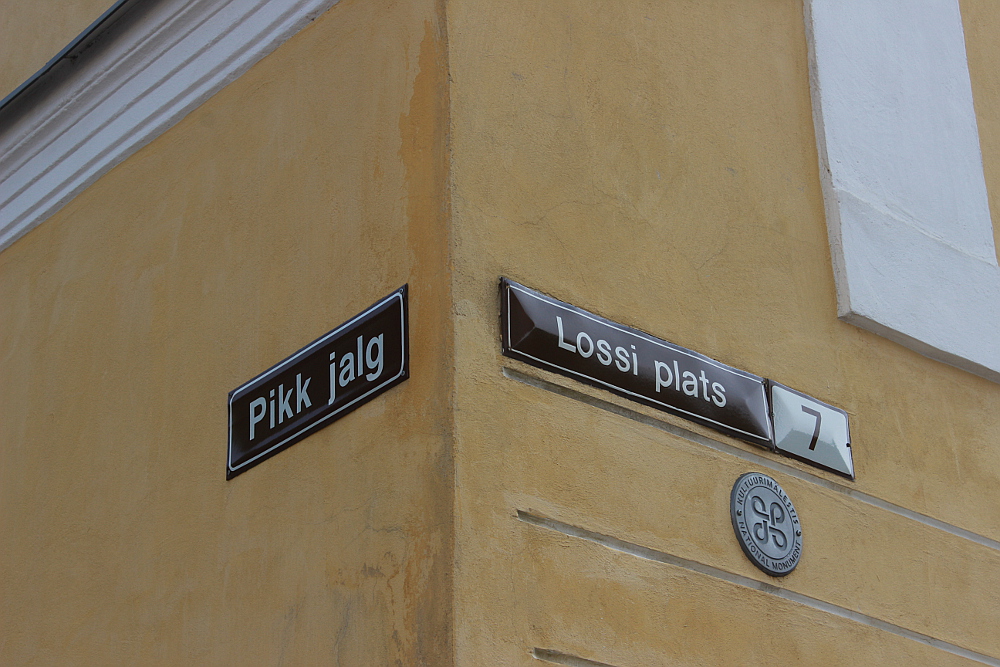 Pikk jalg
Lossi plats
7
KULTUURIMÄLESTIS
NATIONAL MONUMENT